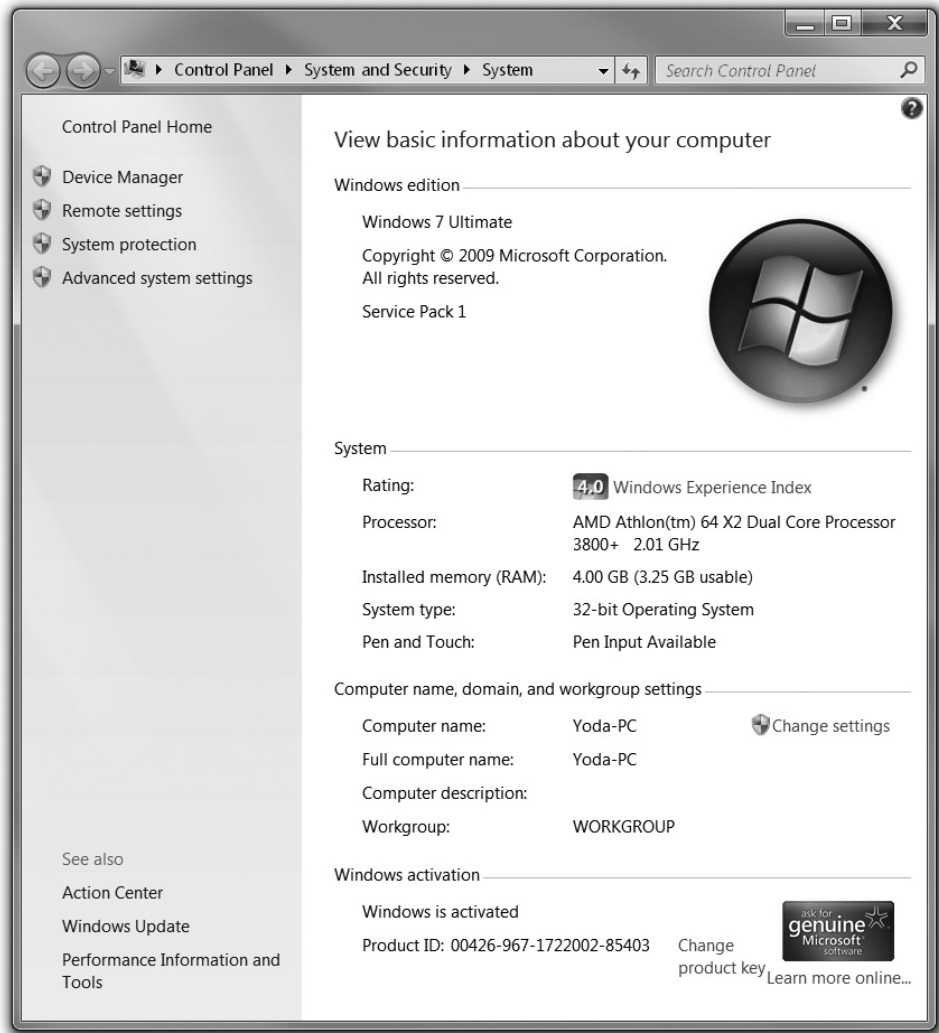 Control Panel ▸ System and Security ▸ System
Search Control Panel
Control Panel Home
Device Manager
Remote settings
System protection
Advanced system settings
See also
Action Center
Windows Update
Performance Information and
Tools
View basic information about your computer
Windows edition
Windows 7 Ultimate
Copyright © 2009 Microsoft Corporation.
All rights reserved.
Service Pack 1
System
Rating: 4.0 Windows Experience Index
Processor: AMD Athlon(tm) 64 X2 Dual Core Processor
3800+ 2.01 GHz
Installed memory (RAM): 4.00 GB (3.25 GB usable)
System type: 32-bit Operating System
Pen and Touch: Pen Input Available
Computer name, domain, and workgroup settings
Computer name: Yoda-PC Change settings
Full computer name: Yoda-PC
Computer description:
Workgroup: WORKGROUP
Windows activation
Windows is activated
Product ID: 00426-967-1722002-85403
Change
product key
ask for
genuine
Microsoft
software
Learn more online...